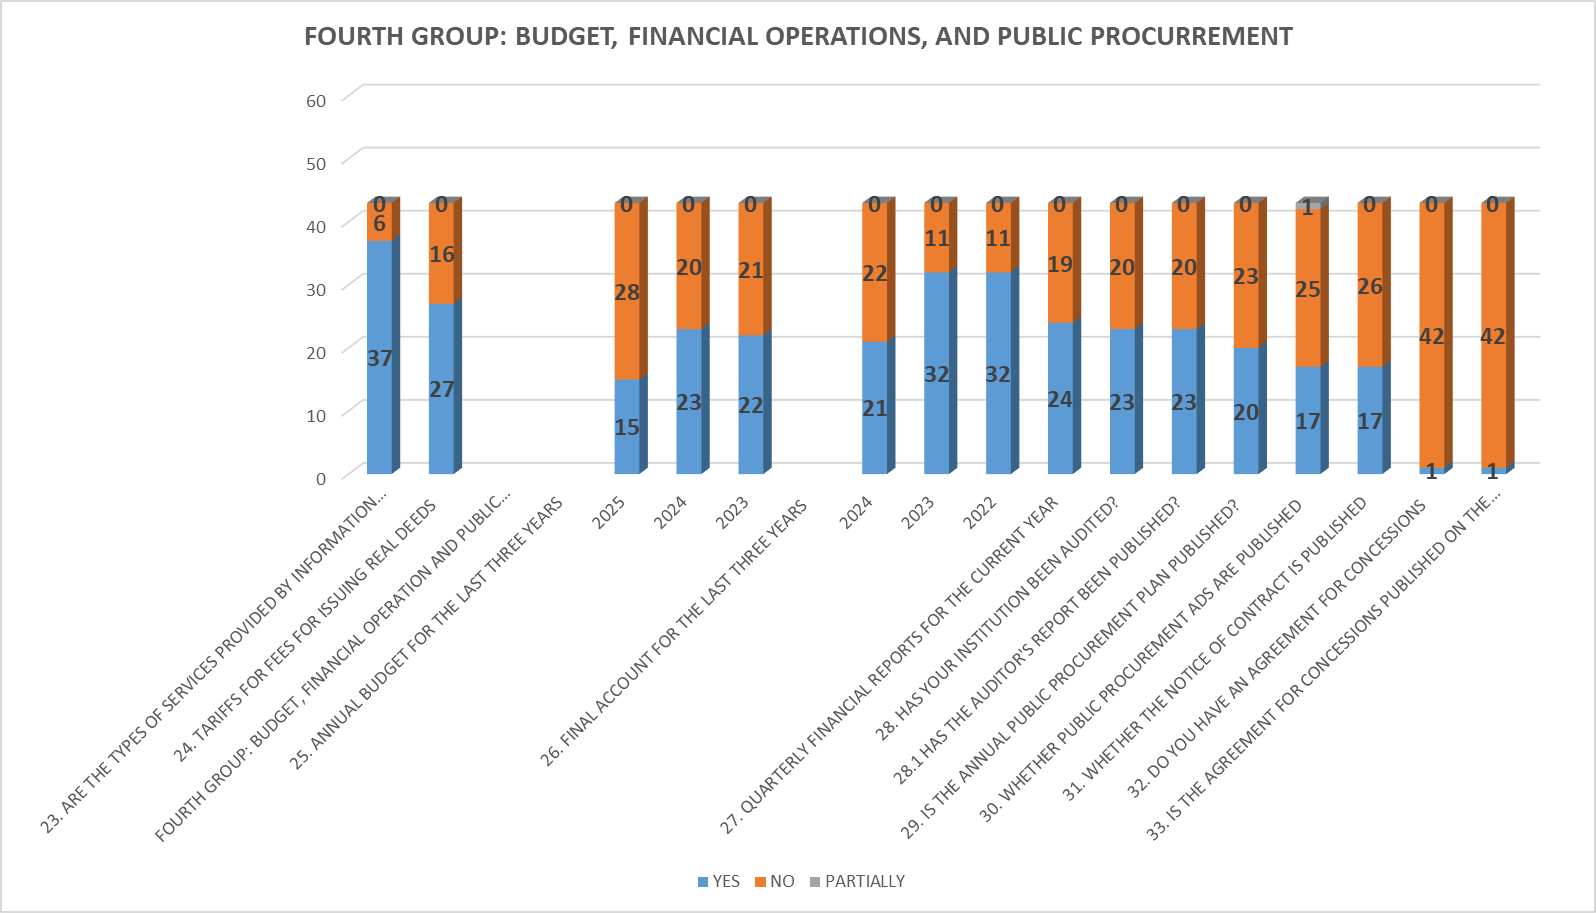 FOURTH GROUP: BUDGET, FINANCIAL OPERATIONS, AND PUBLIC PROCURREMENT
60
50
40
30
20
10
0
0 0 0 0 0 0 0 0 0 0 0 0 1 0 0 0
6 16 28 20 21 22 11 11 19 20 20 23 25 26 42 42
37 27 15 23 22 21 32 32 24 23 23 20 17 17 1 1
23. ARE THE TYPES OF SERVICES PROVIDED BY INFORMATION...
24. TARIFFS FOR FEES FOR ISSUING REAL DEEDS
FOURTH GROUP: BUDGET, FINANCIAL OPERATION AND PUBLIC...
25. ANNUAL BUDGET FOR THE LAST THREE YEARS
2025
2024
2023
26. FINAL ACCOUNT FOR THE LAST THREE YEARS
2024
2023
2022
27. QUARTERLY FINANCIAL REPORTS FOR THE CURRENT YEAR
28. HAS YOUR INSTITUTION BEEN AUDITED?
28.1 HAS THE AUDITOR'S REPORT BEEN PUBLISHED?
29. IS THE ANNUAL PUBLIC PROCUREMENT PLAN PUBLISHED?
30. WHETHER PUBLIC PROCUREMENT ADS ARE PUBLISHED
31. WHETHER THE NOTICE OF CONTRACT IS PUBLISHED
32. DO YOU HAVE AN AGREEMENT FOR CONCESSIONS
33. IS THE AGREEMENT FOR CONCESSIONS PUBLISHED ON THE...
YES NO PARTIALLY